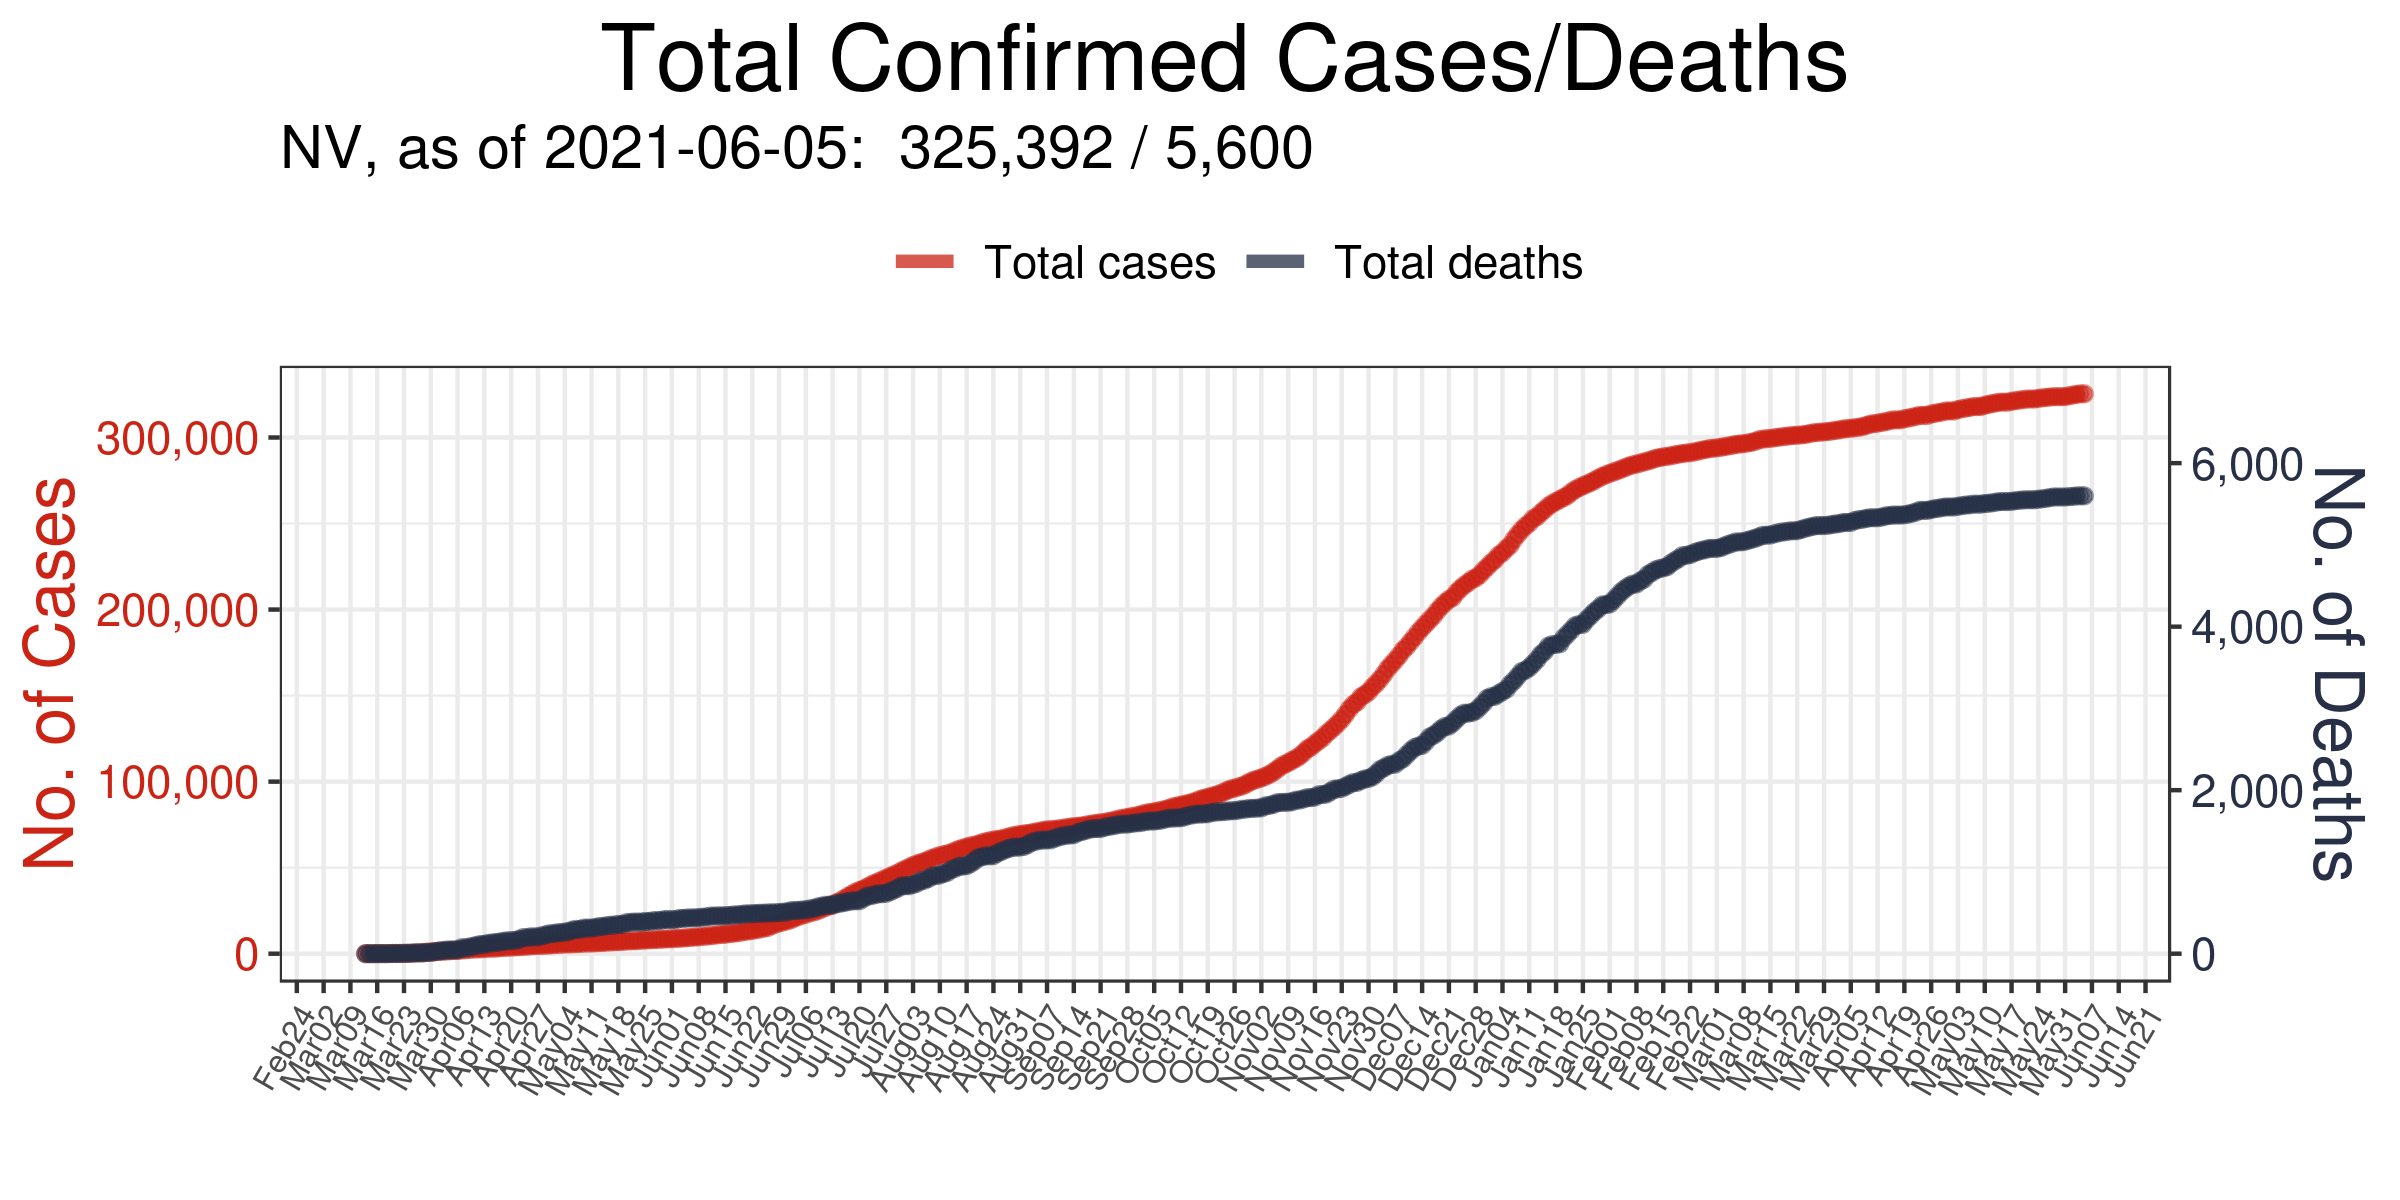 Total Confirmed Cases/Deaths
NV, as of 2021-06-05:  325,392 / 5,600
Total cases
Total deaths
No. of Cases
300,000
200,000
100,000
0
6,000
4,000
2,000
0
No. of Deaths
Feb24
Mar02
Mar09
Mar16
Mar23
Mar30
Apr06
Apr13
Apr20
Apr27
May04
May11
May18
May25
Jun01
Jun08
Jun15
Jun22
Jun29
Jul06
Jul13
Jul20
Jul27
Aug03
Aug10
Aug17
Aug24
Aug31
Sep07
Sep14
Sep21
Sep28
Oct05
Oct12
Oct19
Oct26
Nov02
Nov09
Nov16
Nov23
Nov30
Dec07
Dec14
Dec21
Dec28
Jan04
Jan11
Jan18
Jan25
Feb01
Feb08
Feb15
Feb22
Mar01
Mar08
Mar15
Mar22
Mar29
Apr05
Apr12
Apr19
Apr26
May03
May10
May17
May24
May31
Jun07
Jun14
Jun21